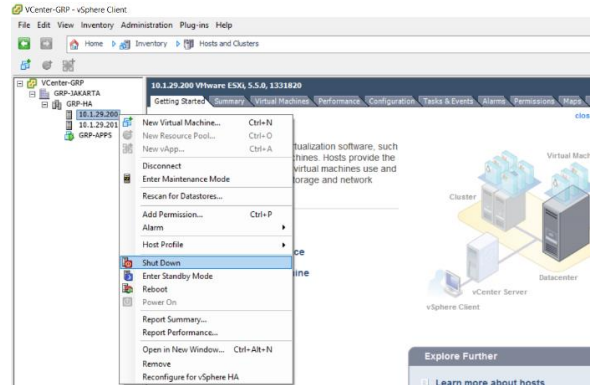 VCenter-GRP - vSphere Client
File Edit View Inventory Administration Plug-ins Help
Home Inventory Hosts and Clusters
VCenter-GRP
GRP-JAKARTA
GRP-HA
10.1.29.200
10.1.29.201
GRP-APPS
10.1.29.200 VMware ESXi, 5.5.0, 1331820
Getting Started Summary Virtual Machines Performance Configuration Tasks & Events Alarms Permissions Maps
clos
New Virtual Machine... Ctrl+N
New Resource Pool... Ctrl+O
New vApp... Ctrl+A
Disconnect
Enter Maintenance Mode
Rescan for Datastores...
Add Permission... Ctrl+P
Alarm
Host Profile
Shut Down
Enter Standby Mode
Reboot
Power On
Report Summary...
Report Performance...
Open in New Window... Ctrl+Alt+N
Remove
Reconfigure for vSphere HA
rtualization software, such
chines. Hosts provide the
virtual machines use and
torage and network
ce
ine
Virtual Mach
Cluster
Datacenter
vCenter Server
vSphere Client
Explore Further
Learn more about hosts